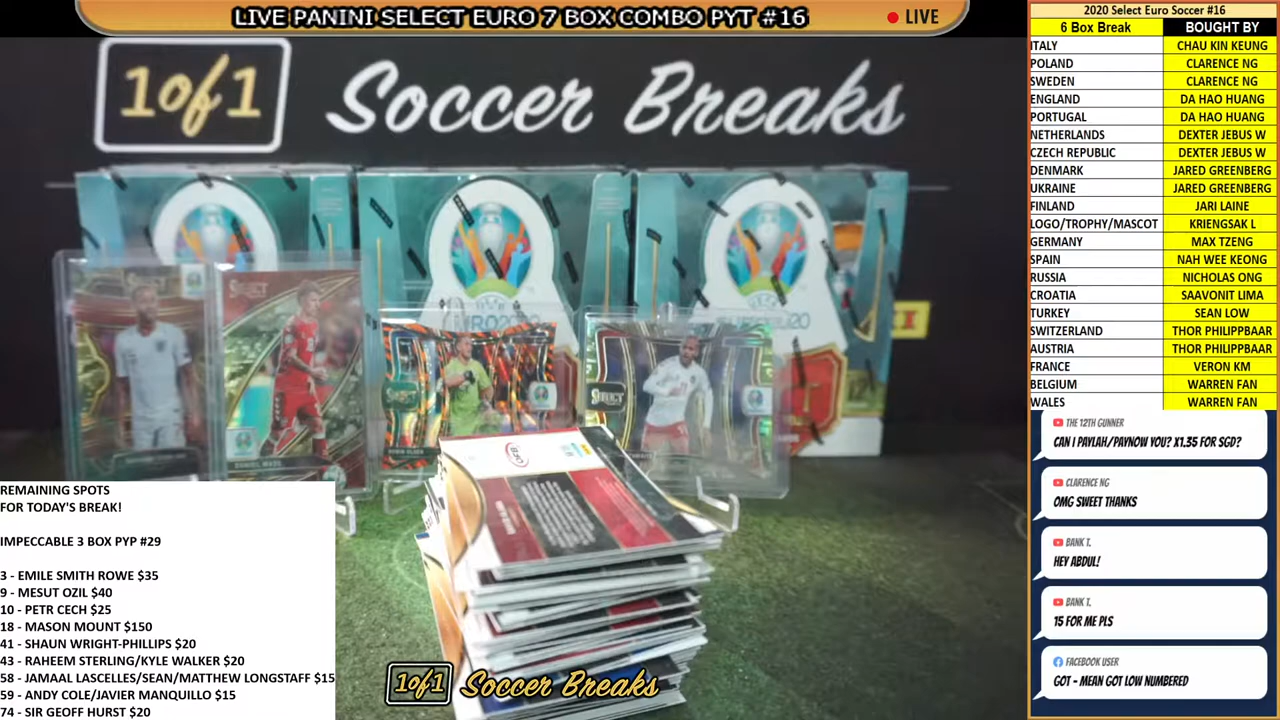 LIVE PANINI SELECT EURO 7 BOX COMBO PYT #16
LIVE
1of1 Soccer Breaks
SELECT
SELECT
SELECT
DANIEL WASS
REMAINING SPOTS
FOR TODAY'S BREAK!
IMPECCABLE 3 BOX PYP #29
3 - EMILE SMITH ROWE $35
9 - MESUT OZIL $40
10 - PETR CECH $25
18 - MASON MOUNT $150
41 - SHAUN WRIGHT-PHILLIPS $20
43 - RAHEEM STERLING/KYLE WALKER $20
58 - JAMAAL LASCELLES/SEAN/MATTHEW LONGSTAFF $15
59 - ANDY COLE/JAVIER MANQUILLO $15
74 - SIR GEOFF HURST $20
1of1 Soccer Breaks
2020 Select Euro Soccer #16
6 Box Break BOUGHT BY
ITALY CHAU KIN KEUNG
POLAND CLARENCE NG
SWEDEN CLARENCE NG
ENGLAND DA HAO HUANG
PORTUGAL DA HAO HUANG
NETHERLANDS DEXTER JEBUS W
CZECH REPUBLIC DEXTER JEBUS W
DENMARK JARED GREENBERG
UKRAINE JARED GREENBERG
FINLAND JARI LAINE
LOGO/TROPHY/MASCOT KRIENGSAK L
GERMANY MAX TZENG
SPAIN NAH WEE KEONG
RUSSIA NICHOLAS ONG
CROATIA SAAVONIT LIMA
TURKEY SEAN LOW
SWITZERLAND THOR PHILIPPBAAR
AUSTRIA THOR PHILIPPBAAR
FRANCE VERON KM
BELGIUM WARREN FAN
WALES WARREN FAN
THE 12TH GUNNER
CAN I PAYLAH/PAYNOW YOU? X1.35 FOR SGD?
CLARENCE NG
OMG SWEET THANKS
BANK T.
HEY ABDUL!
BANK T.
15 FOR ME PLS
FACEBOOK USER
GOT - MEAN GOT LOW NUMBERED